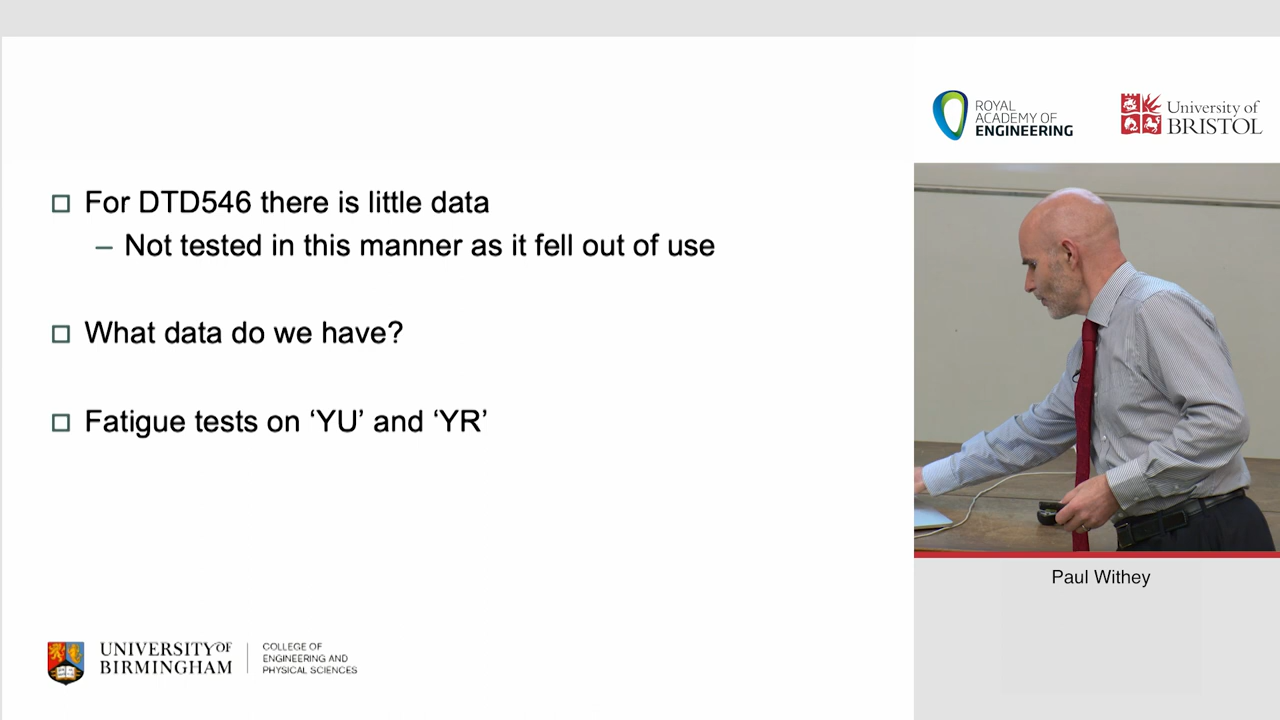 For DTD546 there is little data
– Not tested in this manner as it fell out of use
What data do we have?
Fatigue tests on ‘YU’ and ‘YR’
UNIVERSITYOF
BIRMINGHAM
COLLEGE OF
ENGINEERING AND
PHYSICAL SCIENCES
ROYAL
ACADEMY OF
ENGINEERING
University of
BRISTOL
Paul Withey